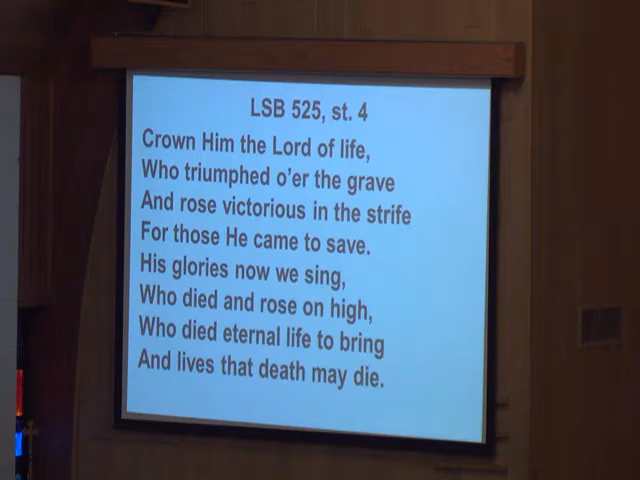 LSB 525, st. 4
Crown Him the Lord of life,
Who triumphed o'er the grave
And rose victorious in the strife
For those He came to save.
His glories now we sing,
Who died and rose on high,
Who died eternal life to bring
And lives that death may die.